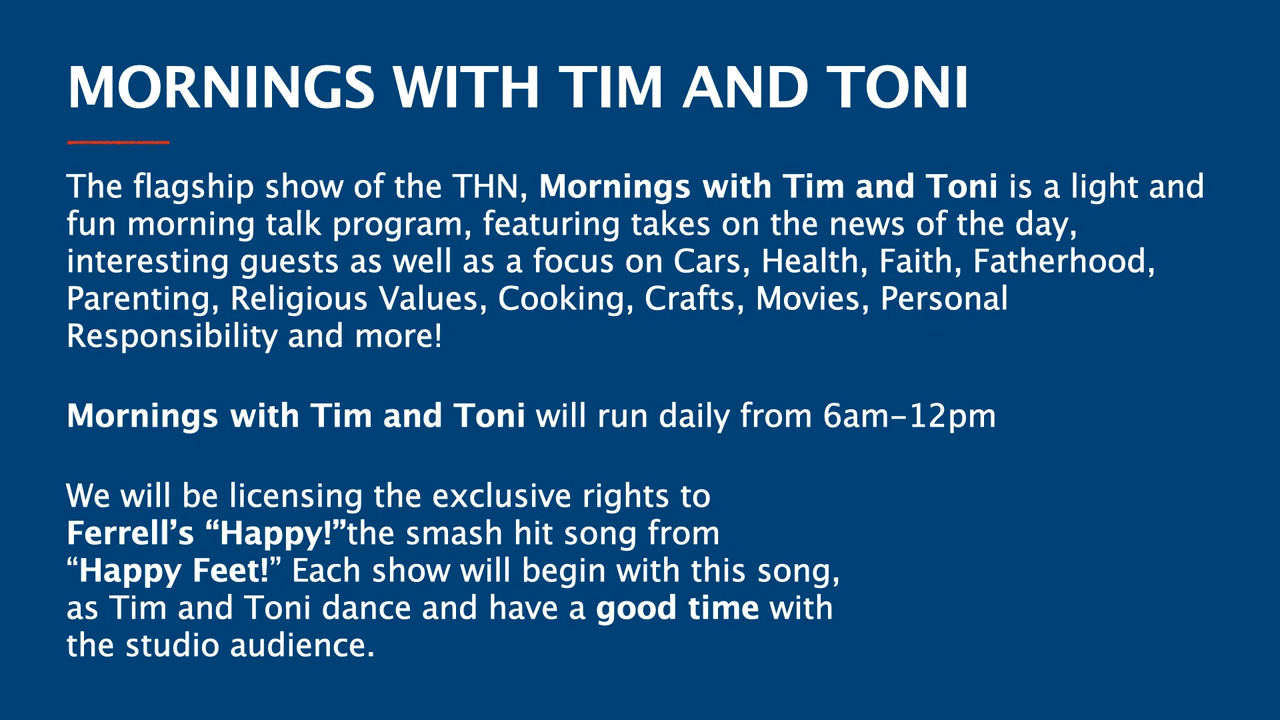 MORNINGS WITH TIM AND TONI
The flagship show of the THN, Mornings with Tim and Toni is a light and
fun morning talk program, featuring takes on the news of the day,
interesting guests as well as a focus on Cars, Health, Faith, Fatherhood,
Parenting, Religious Values, Cooking, Crafts, Movies, Personal
Responsibility and more!
Mornings with Tim and Toni will run daily from 6am–12pm
We will be licensing the exclusive rights to
Ferrell’s “Happy!”the smash hit song from
“Happy Feet!” Each show will begin with this song,
as Tim and Toni dance and have a good time with
the studio audience.